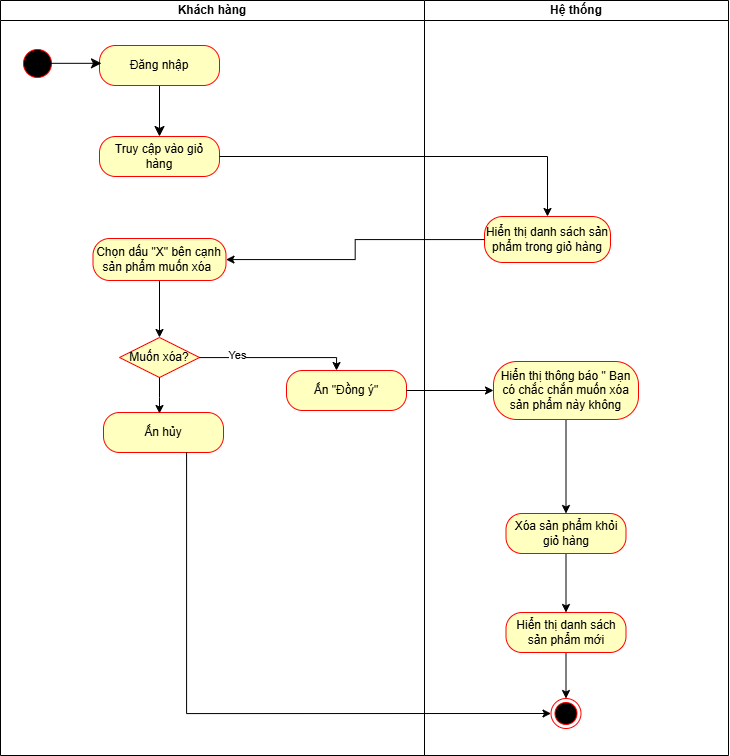 Khách hàng
Hệ thống
Đăng nhập
Truy cập vào giỏ
hàng
Hiển thị danh sách sản
phẩm trong giỏ hàng
Chọn dấu "X" bên cạnh
sản phẩm muốn xóa
Muốn xóa?
Yes
Ấn "Đồng ý"
Hiển thị thông báo " Bạn
có chắc chắn muốn xóa
sản phẩm này không
Ấn hủy
Xóa sản phẩm khỏi
giỏ hàng
Hiển thị danh sách
sản phẩm mới